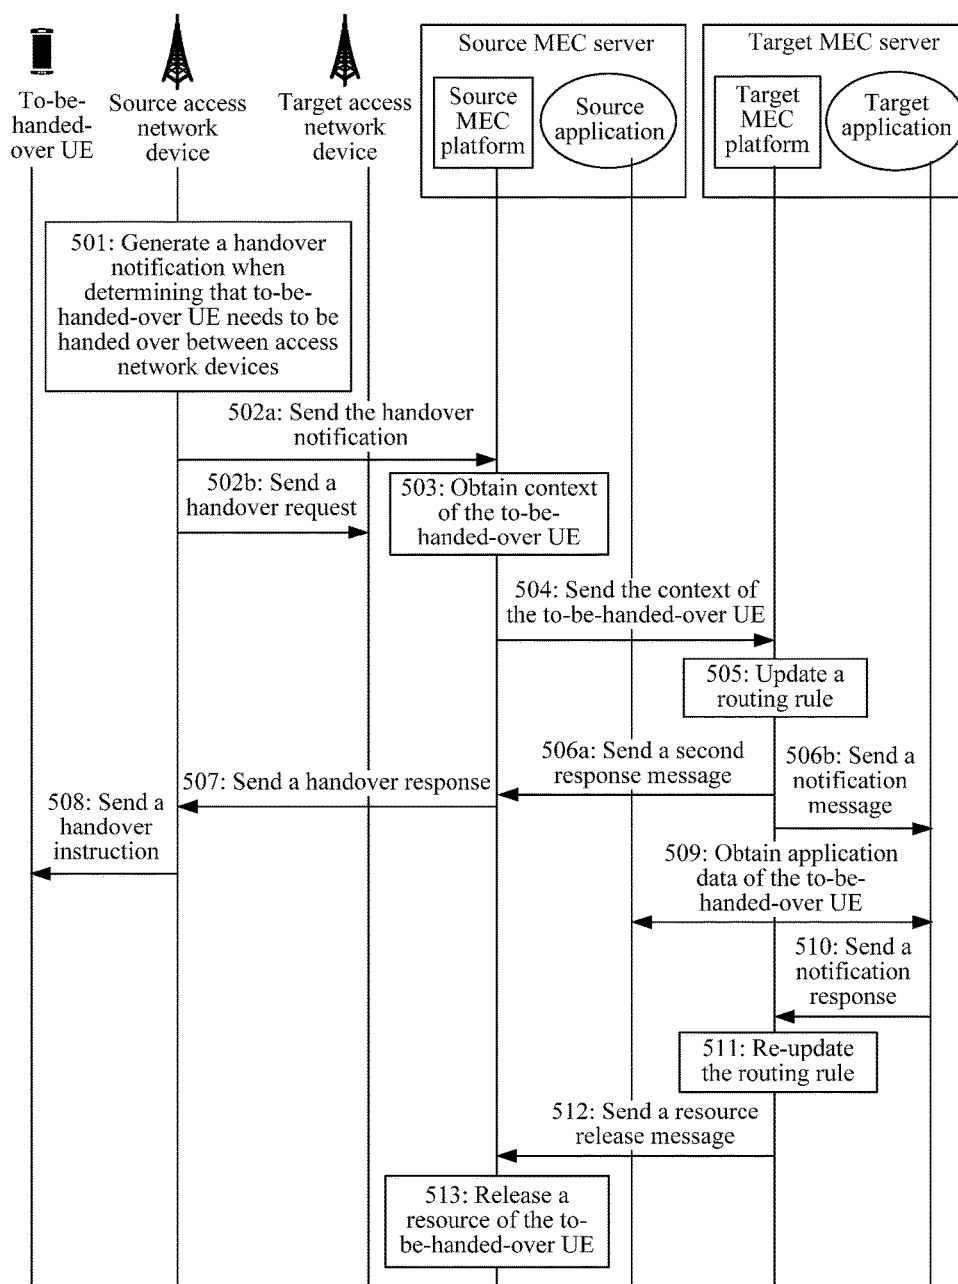 To-be-
handed-
over UE
Source access
network
device
Target access
network
device
Source MEC server
Source
MEC
platform
Source
application
Target MEC server
Target
MEC
platform
Target
application
501: Generate a handover
notification when
determining that to-be-
handed-over UE needs to be
handed over between access
network devices
502a: Send the handover
notification
502b: Send a
handover request
503: Obtain context
of the to-be-
handed-over UE
504: Send the context of
the to-be-handed-over UE
505: Update a
routing rule
506a: Send a second
response message
506b: Send a
notification
message
507: Send a handover response
508: Send a
handover
instruction
509: Obtain application
data of the to-be-
handed-over UE
510: Send a
notification
response
511: Re-update
the routing rule
512: Send a resource
release message
513: Release a
resource of the to-
be-handed-over UE